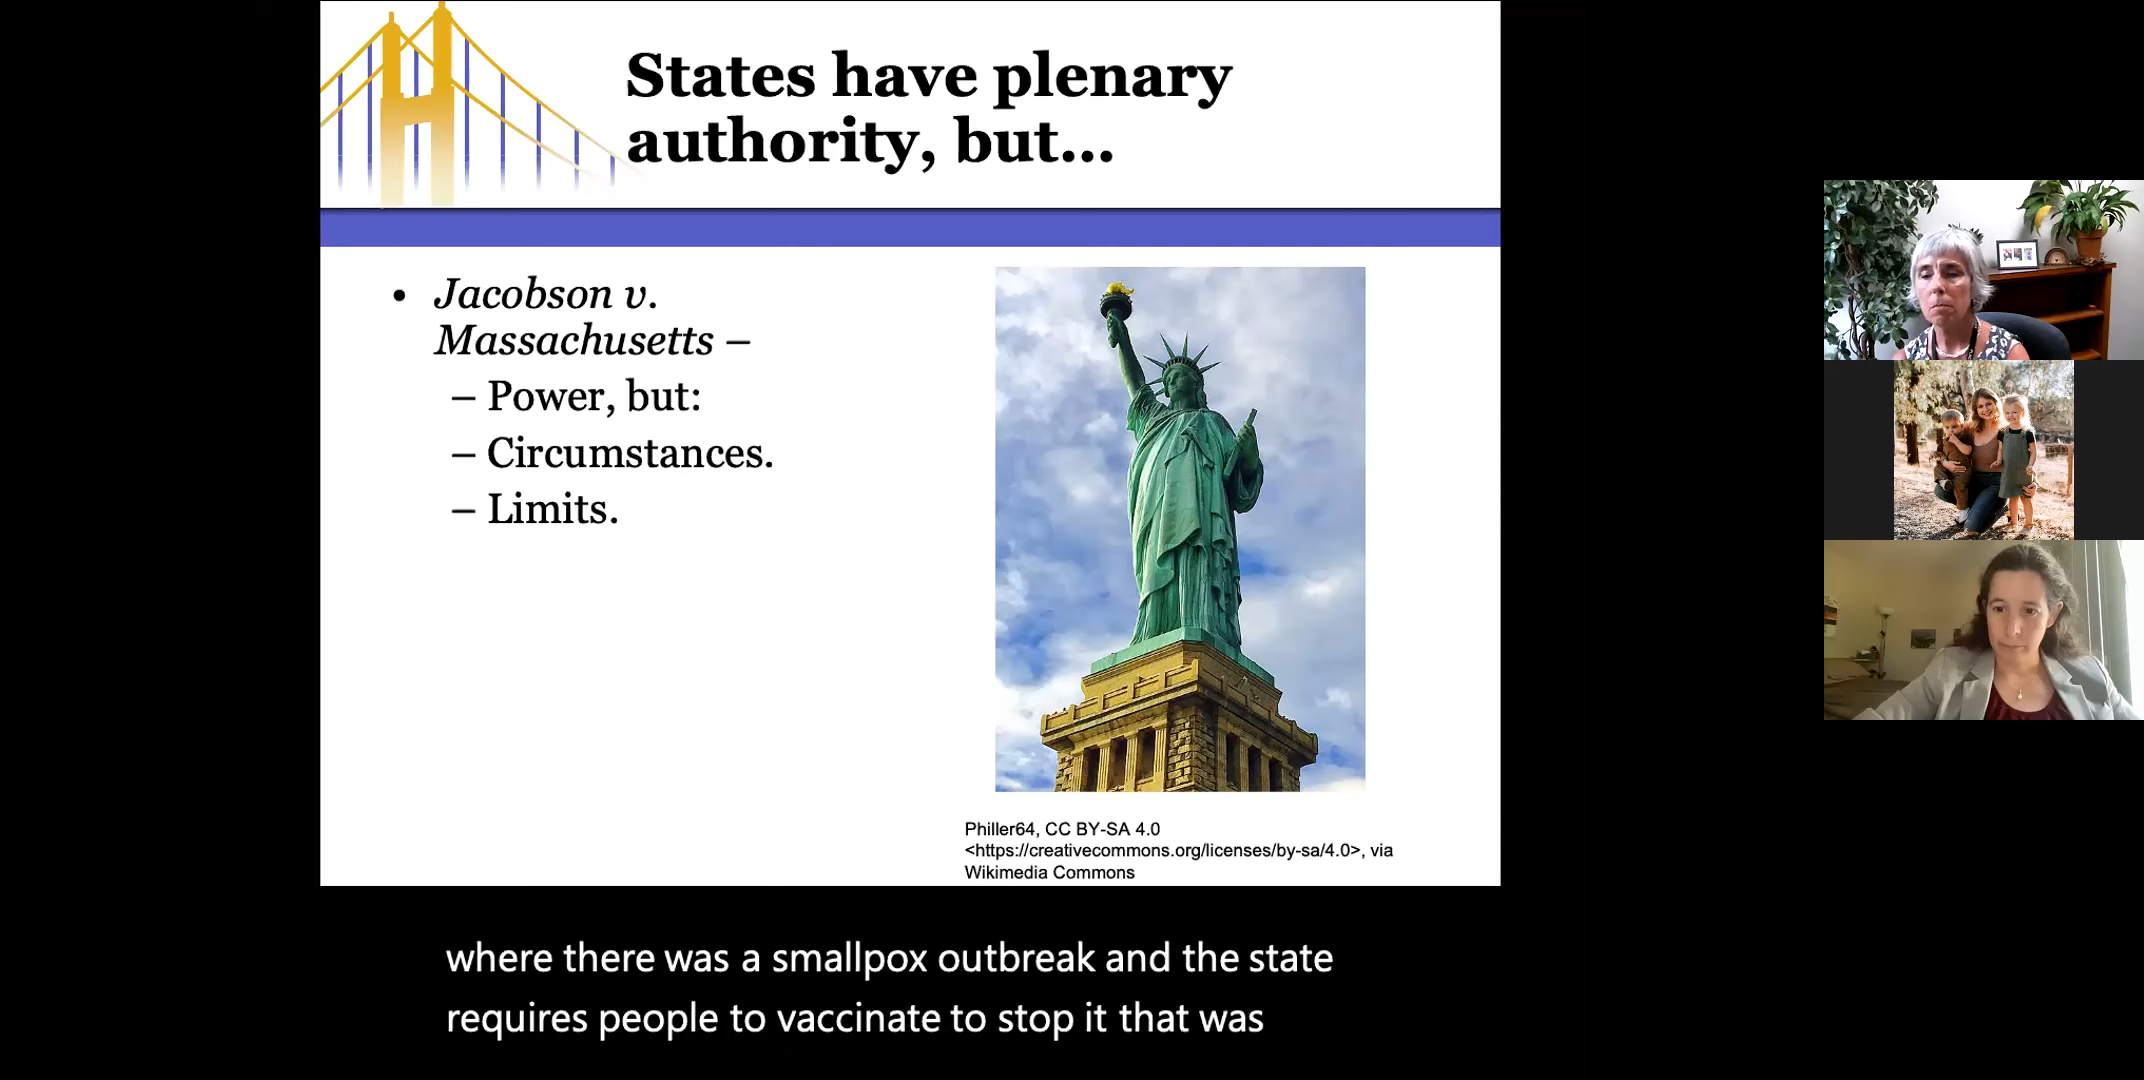 States have plenary
authority, but...
• Jacobson v.
Massachusetts –
– Power, but:
– Circumstances.
– Limits.
Philler64, CC BY-SA 4.0
<https://creativecommons.org/licenses/by-sa/4.0>, via
Wikimedia Commons
where there was a smallpox outbreak and the state
requires people to vaccinate to stop it that was